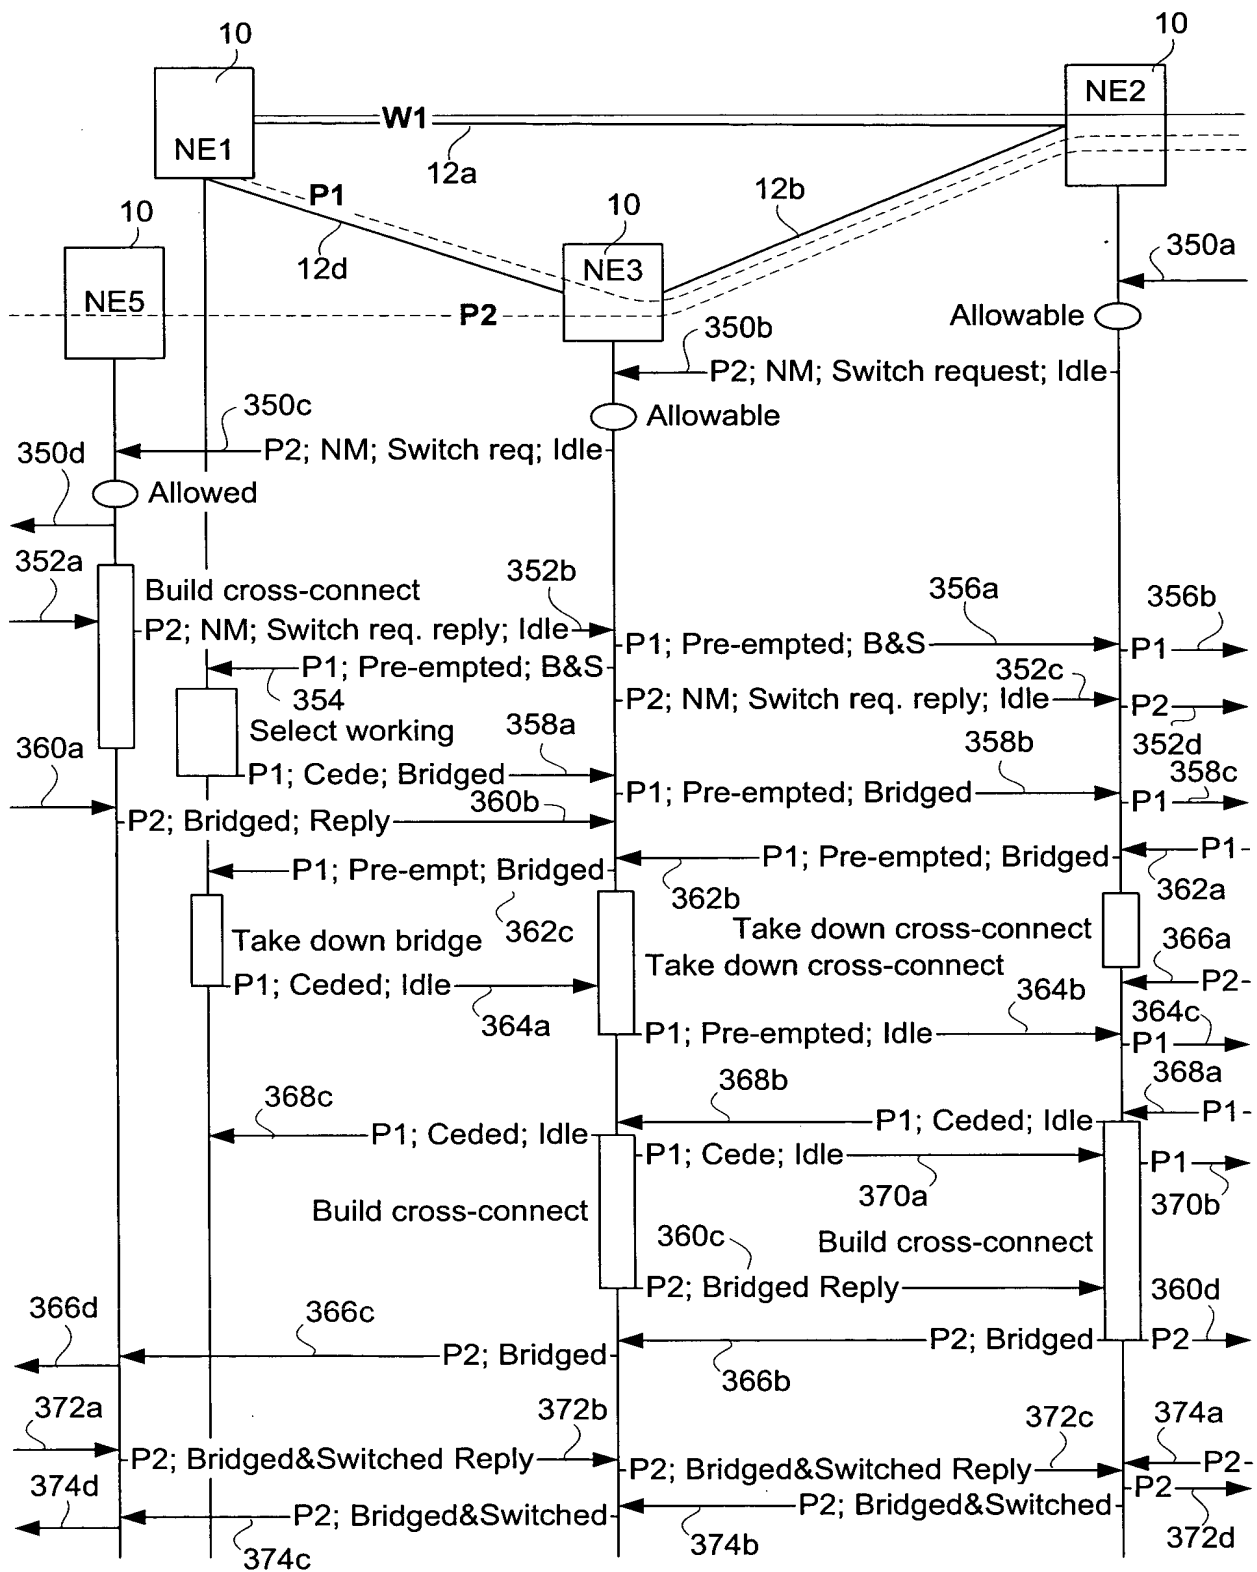 10
10
NE2
W1
NE1
12a
P1
12b
10
10
12d
NE3
350a
NE5
P2
350b
Allowable
P2; NM; Switch request; Idle
350c
Allowable
350d
P2; NM; Switch req; Idle
Allowed
352a
352b
356a
356b
Build cross-connect
P2; NM; Switch req. reply; Idle
P1; Pre-empted; B&S
P1
P1; Pre-empted; B&S
352c
354
P2; NM; Switch req. reply; Idle
P2
Select working
358a
358b
352d
360a
P1; Cede; Bridged
358c
P1; Pre-empted; Bridged
P1
360b
P2; Bridged; Reply
P1; Pre-empted; Bridged
P1
P1; Pre-empt; Bridged
362b
362a
362c
Take down bridge
Take down cross-connect
366a
Take down cross-connect
P1; Ceded; Idle
P2
364a
364b
364c
P1; Pre-empted; Idle
P1
368c
368b
368a
P1; Ceded; Idle
P1
P1; Ceded; Idle
P1; Cede; Idle
P1
370a
370b
Build cross-connect
360c
Build cross-connect
P2; Bridged Reply
366d
366c
360d
P2; Bridged
P2
P2; Bridged
366b
372a
372b
372c
374a
P2; Bridged&Switched Reply
P2; Bridged&Switched Reply
P2
374d
P2
P2; Bridged&Switched
P2; Bridged&Switched
374c
374b
372d